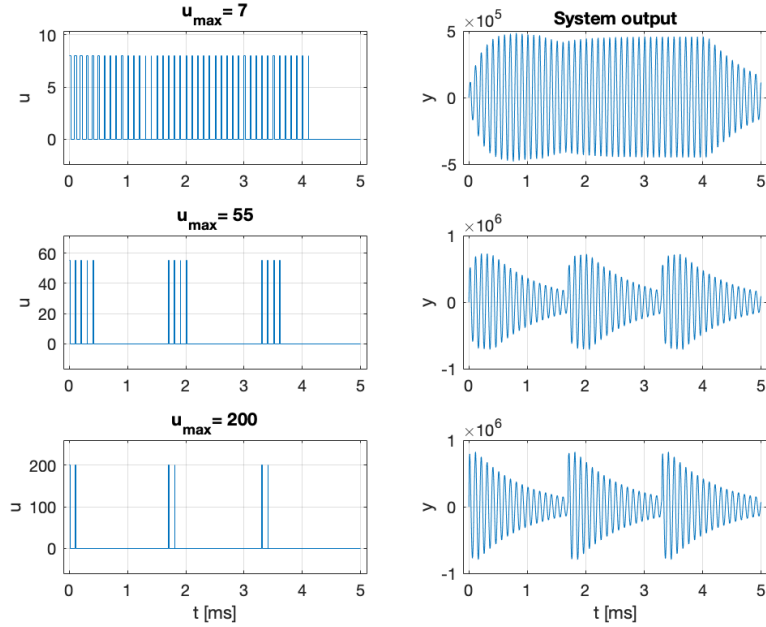 u_max= 7
System output
×10^5
10
5
0
u
5
0
-5
y
0 1 2 3 4 5
0 1 2 3 4 5
u_max= 55
×10^6
60
40
20
0
u
1
0
-1
y
0 1 2 3 4 5
0 1 2 3 4 5
u_max= 200
×10^6
200
100
0
u
1
0
-1
y
0 1 2 3 4 5
0 1 2 3 4 5
t [ms]
t [ms]